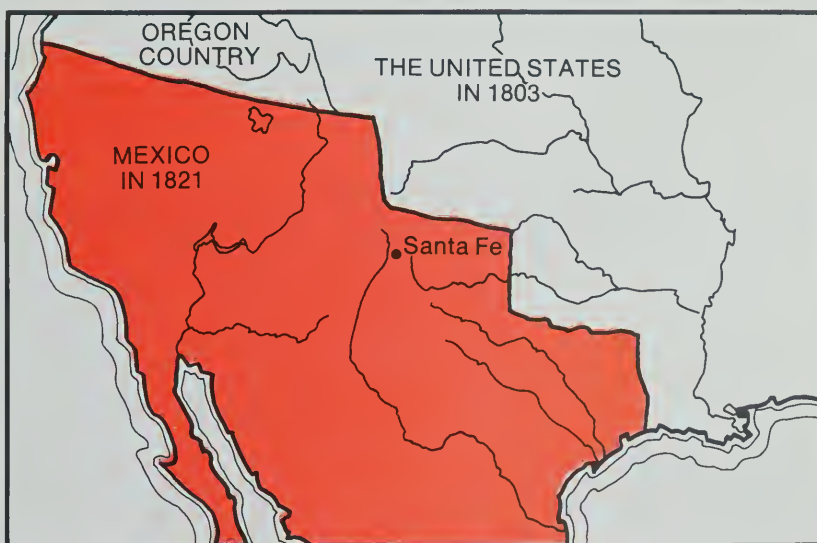 OREGON
COUNTRY
THE UNITED STATES
IN 1803
MEXICO
IN 1821
Santa Fe